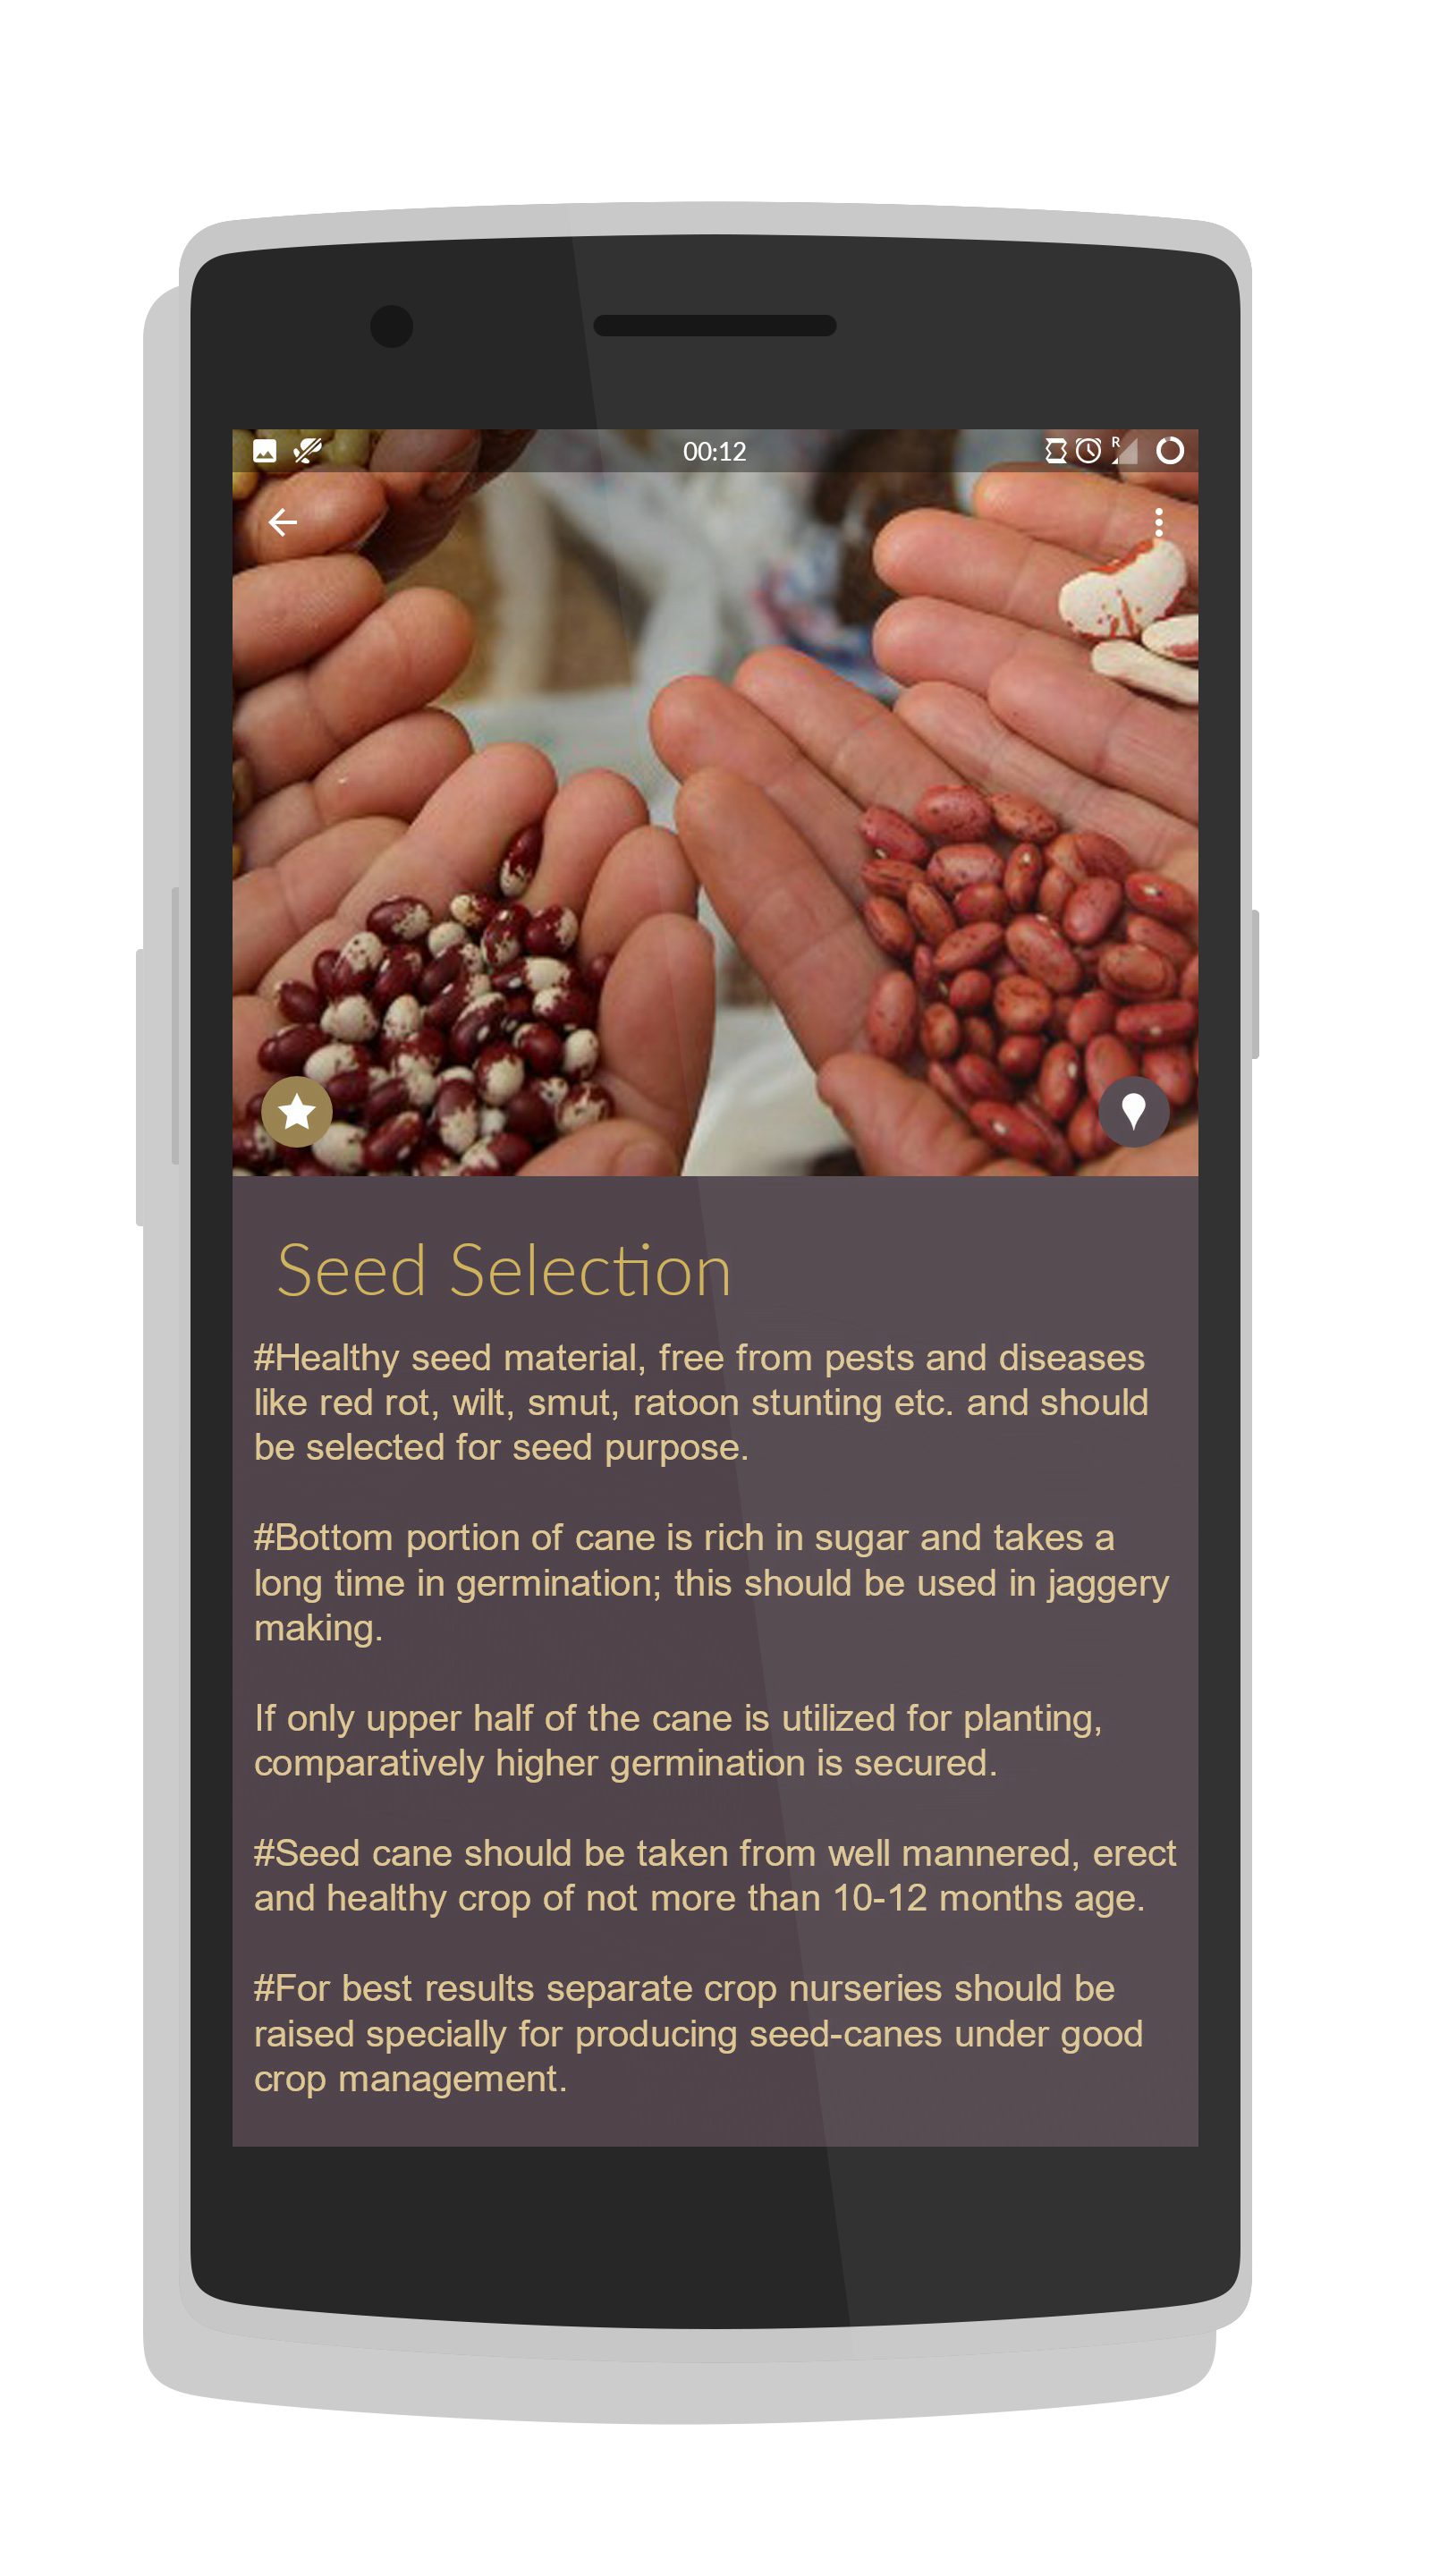 00:12
R
Seed Selection
#Healthy seed material, free from pests and diseases
like red rot, wilt, smut, ratoon stunting etc. and should
be selected for seed purpose.
#Bottom portion of cane is rich in sugar and takes a
long time in germination; this should be used in jaggery
making.
If only upper half of the cane is utilized for planting,
comparatively higher germination is secured.
#Seed cane should be taken from well mannered, erect
and healthy crop of not more than 10-12 months age.
#For best results separate crop nurseries should be
raised specially for producing seed-canes under good
crop management.